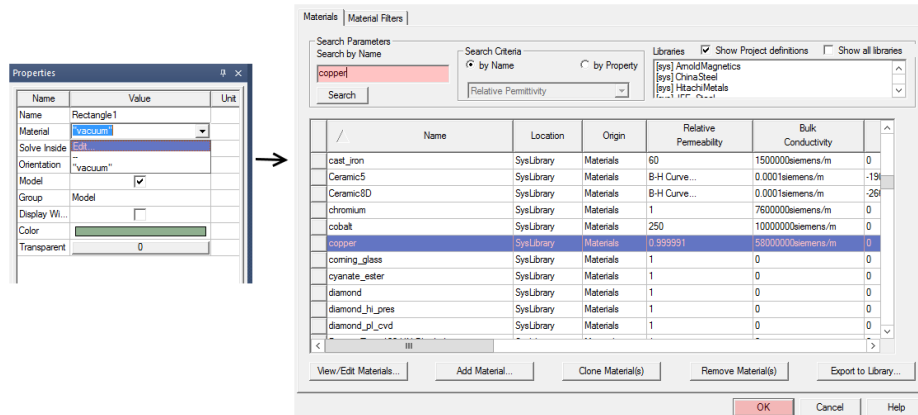 Properties
Name Value Unit
Name Rectangle1
Material "vacuum"
Solve Inside Edit...
--
Orientation "vacuum"
Model
Group Model
Display Wi...
Color
Transparent 0
Materials Material Filters
Search Parameters
Search by Name
copper
Search
Search Criteria
by Name by Property
Relative Permittivity
Libraries Show Project definitions Show all libraries
[sys] ArnoldMagnetics
[sys] ChinaSteel
[sys] HitachiMetals
Name Location Origin Relative Permeability Bulk Conductivity
cast_iron SysLibrary Materials 60 1500000siemens/m 0
Ceramic5 SysLibrary Materials B-H Curve... 0.0001siemens/m -190
Ceramic8D SysLibrary Materials B-H Curve... 0.0001siemens/m -260
chromium SysLibrary Materials 1 7600000siemens/m 0
cobalt SysLibrary Materials 250 10000000siemens/m 0
copper SysLibrary Materials 0.999991 58000000siemens/m 0
corning_glass SysLibrary Materials 1 0 0
cyanate_ester SysLibrary Materials 1 0 0
diamond SysLibrary Materials 1 0 0
diamond_hi_pres SysLibrary Materials 1 0 0
diamond_pl_cvd SysLibrary Materials 1 0 0
View/Edit Materials... Add Material... Clone Material(s) Remove Material(s) Export to Library...
OK Cancel Help